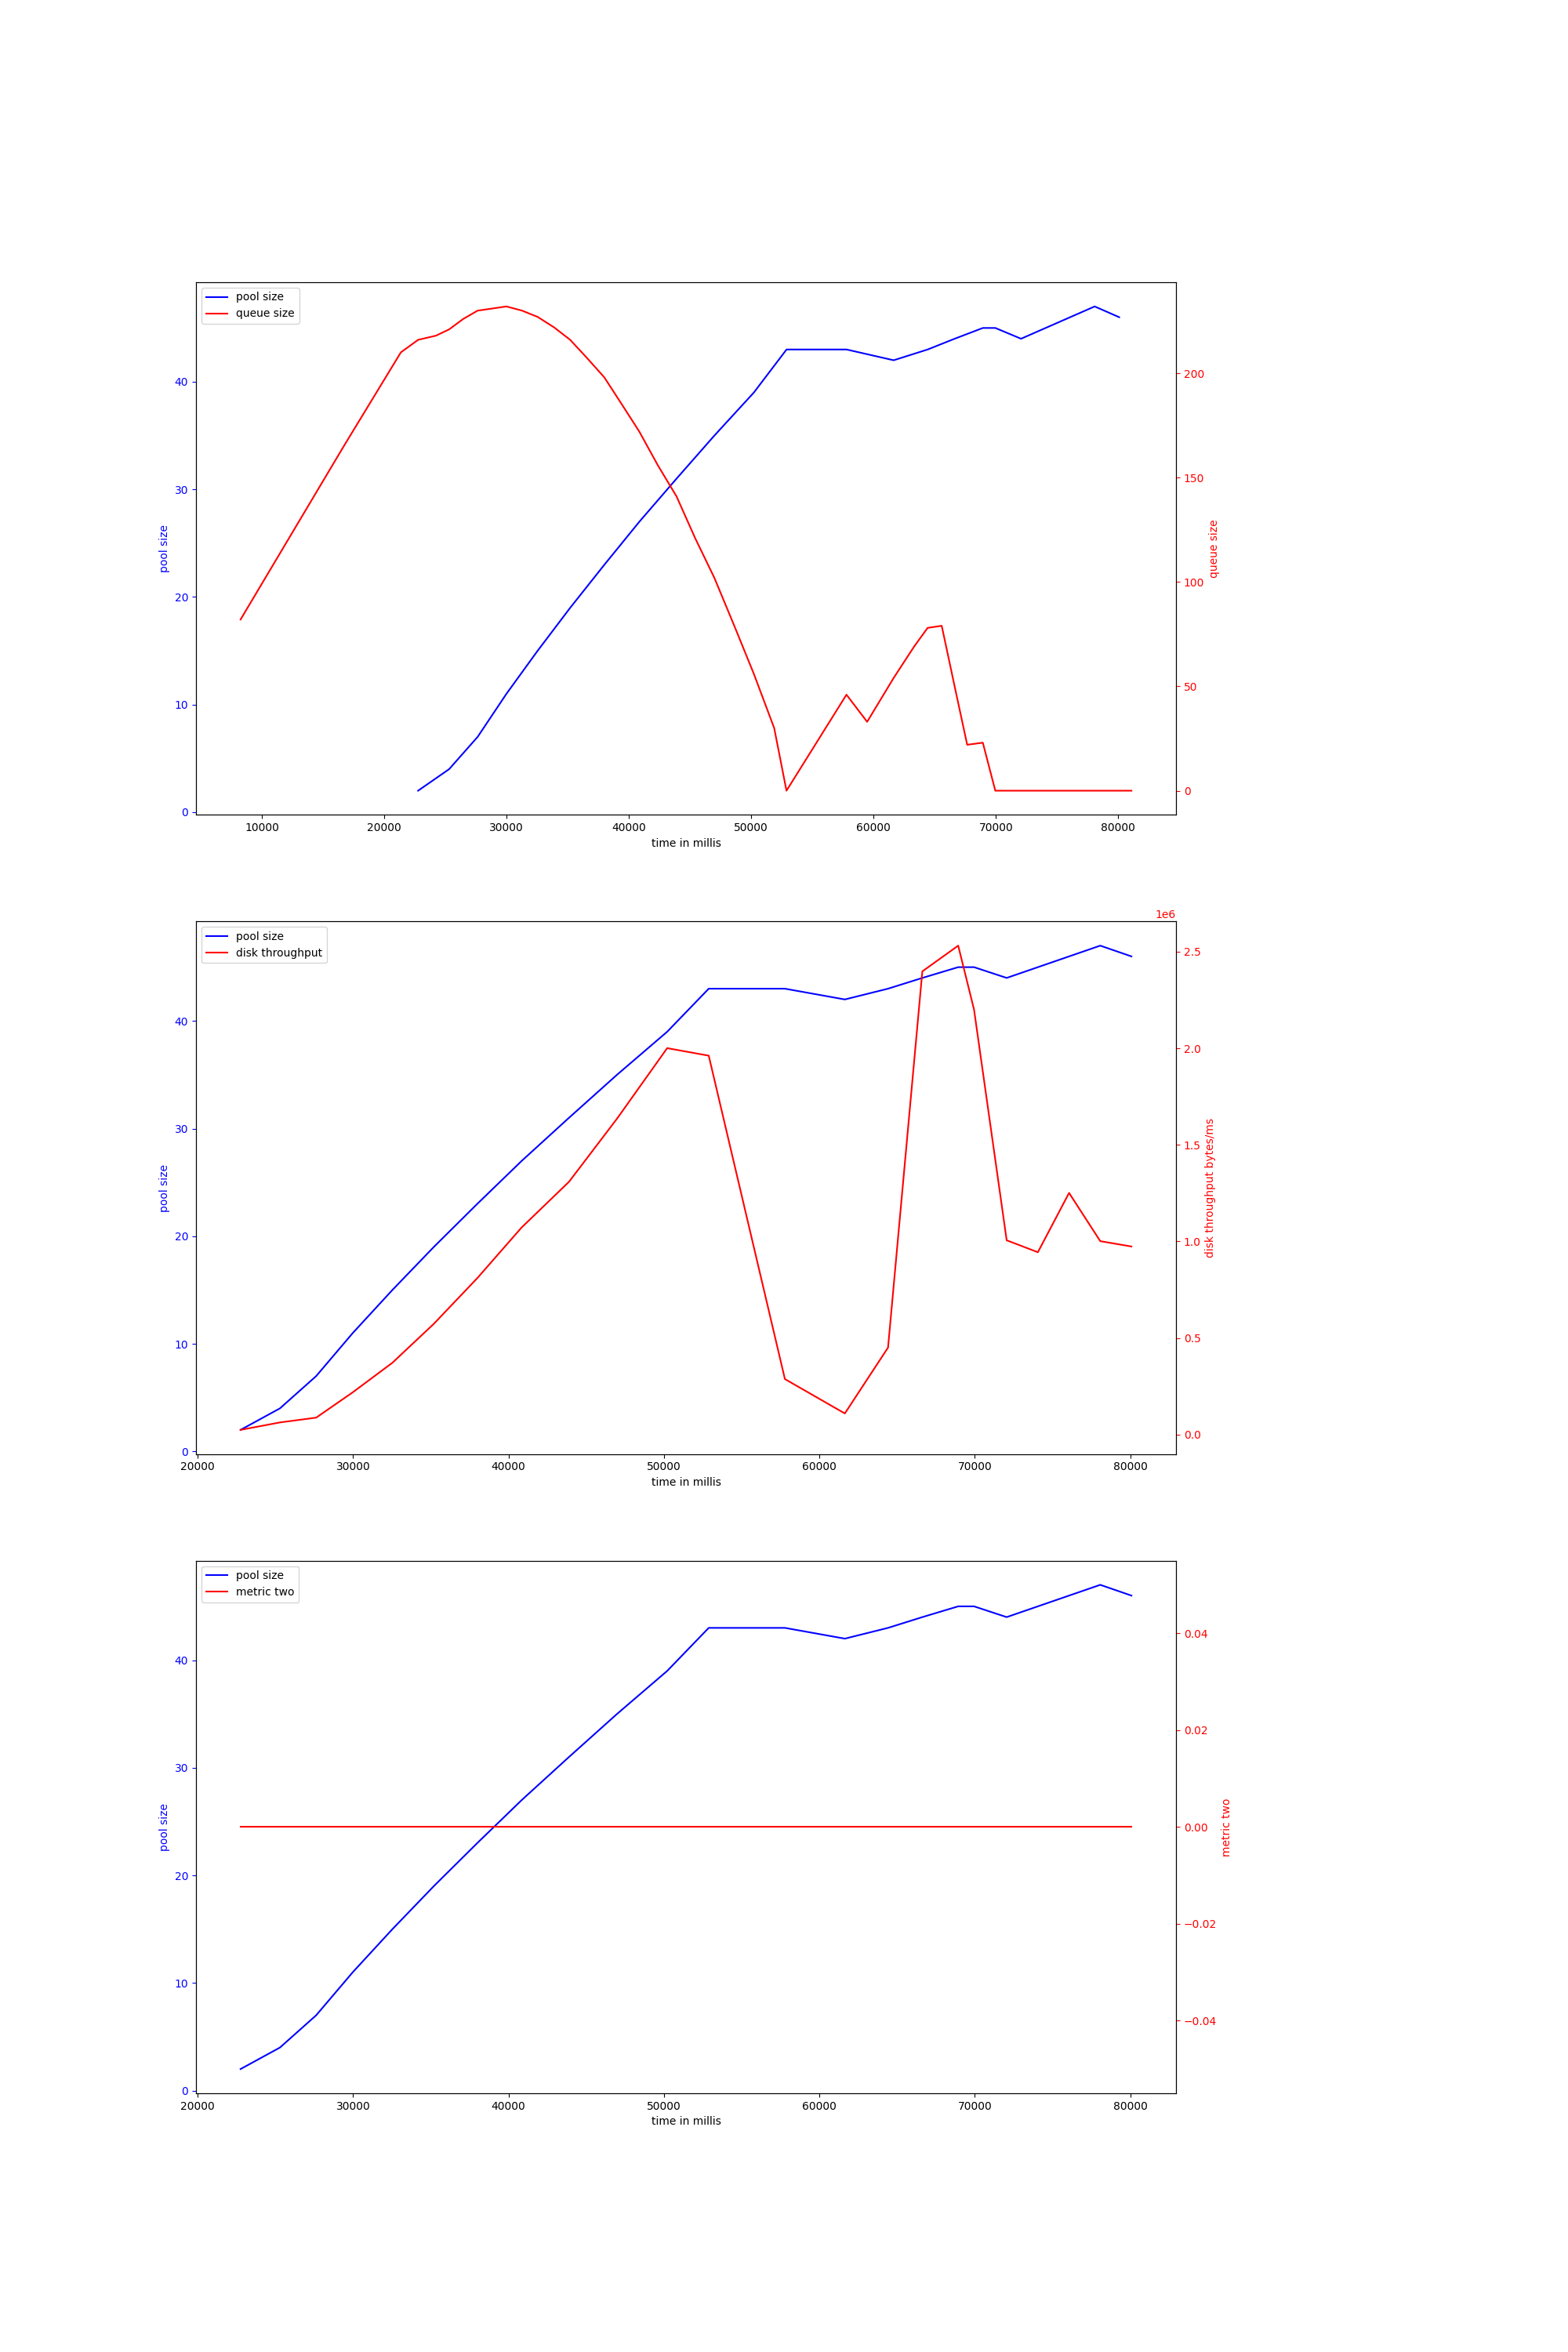 pool size
queue size
40
30
20
10
0
pool size
200
150
100
50
0
queue size
10000 20000 30000 40000 50000 60000 70000 80000
time in millis
1e6
pool size
disk throughput
40
30
20
10
0
pool size
2.5
2.0
1.5
1.0
0.5
0.0
disk throughput bytes/ms
20000 30000 40000 50000 60000 70000 80000
time in millis
pool size
metric two
40
30
20
10
0
pool size
0.04
0.02
0.00
−0.02
−0.04
metric two
20000 30000 40000 50000 60000 70000 80000
time in millis